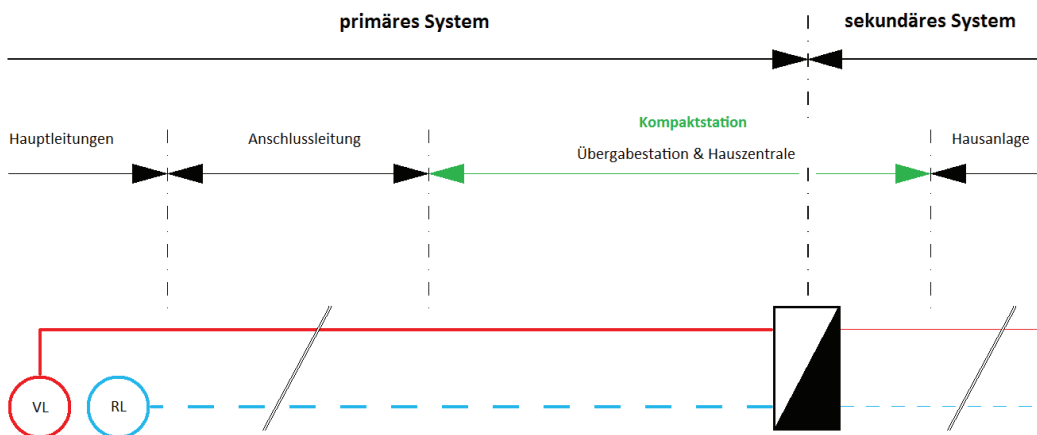 primäres System
sekundäres System
Hauptleitungen
Anschlussleitung
Kompaktstation
Übergabestation & Hauszentrale
Hausanlage
VL
RL